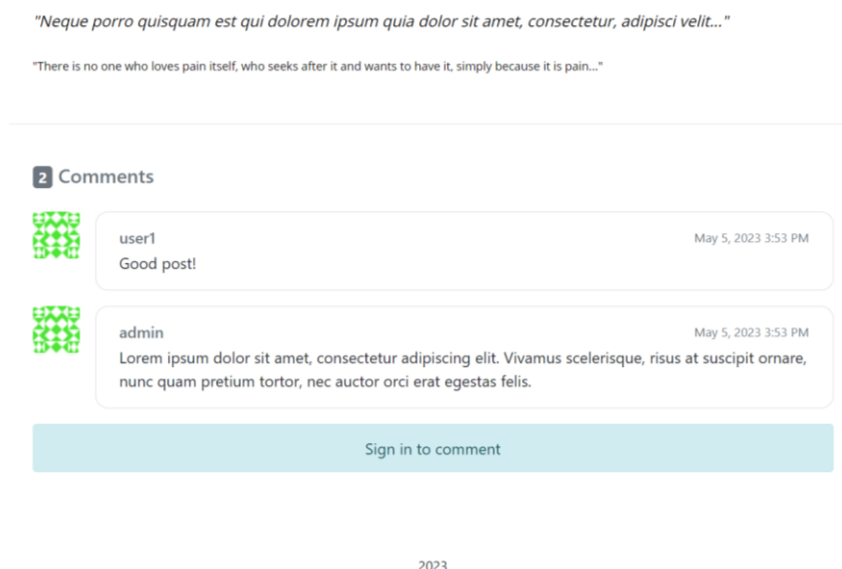 "Neque porro quisquam est qui dolorem ipsum quia dolor sit amet, consectetur, adipisci velit..."
"There is no one who loves pain itself, who seeks after it and wants to have it, simply because it is pain..."
2 Comments
user1 May 5, 2023 3:53 PM
Good post!
admin May 5, 2023 3:53 PM
Lorem ipsum dolor sit amet, consectetur adipiscing elit. Vivamus scelerisque, risus at suscipit ornare,
nunc quam pretium tortor, nec auctor orci erat egestas felis.
Sign in to comment
2023